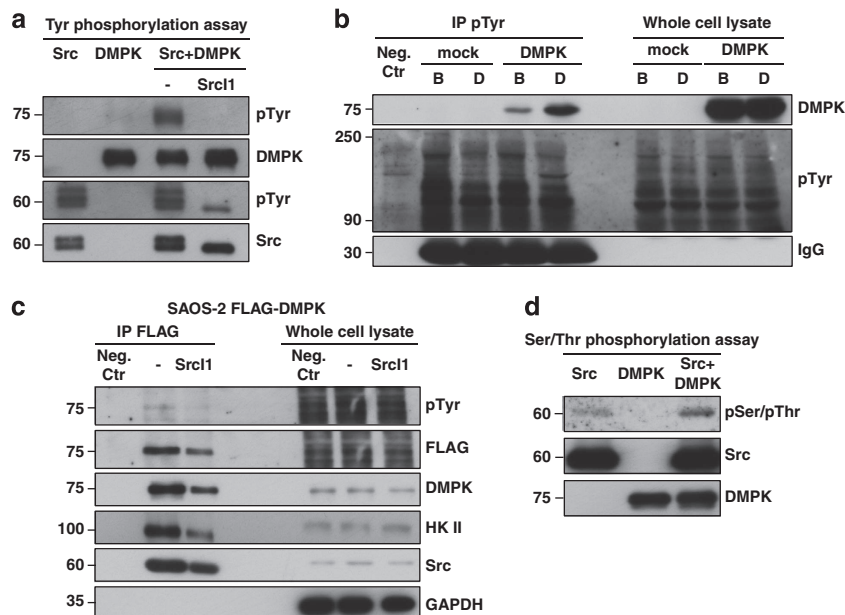 a
Tyr phosphorylation assay
Src DMPK Src+DMPK
- SrcI1
75 pTyr
75 DMPK
60 pTyr
60 Src
b
IP pTyr Whole cell lysate
Neg. Ctr mock DMPK mock DMPK
B D B D B D B D
75 DMPK
250
pTyr
90
30 IgG
c
SAOS-2 FLAG-DMPK
IP FLAG Whole cell lysate
Neg. Ctr - SrcI1 Neg. Ctr - SrcI1
75 pTyr
75 FLAG
75 DMPK
100 HK II
60 Src
35 GAPDH
d
Ser/Thr phosphorylation assay
Src DMPK Src+ DMPK
60 pSer/pThr
60 Src
75 DMPK